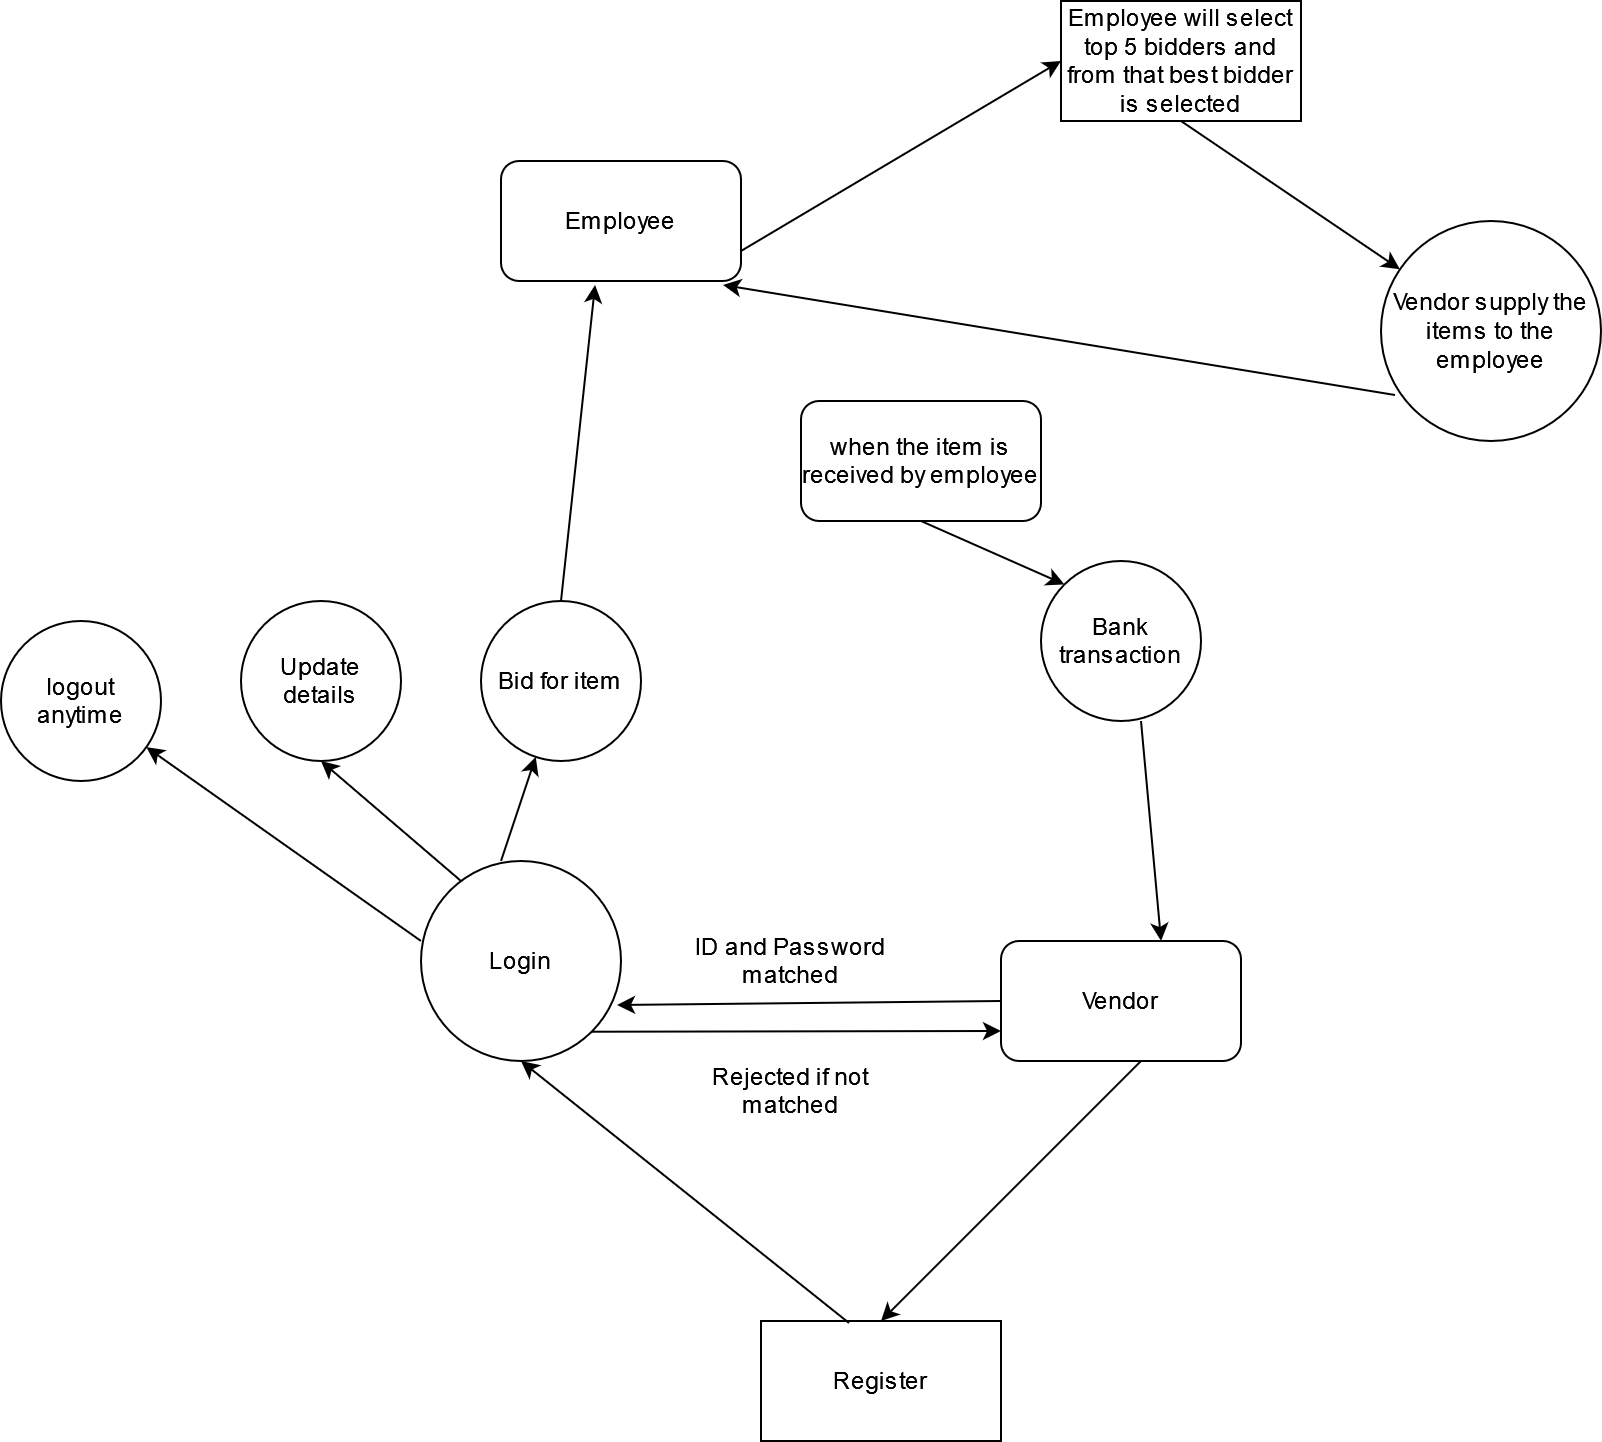 Employee will select
top 5 bidders and
from that best bidder
is selected
Employee
Vendor supply the
items to the
employee
when the item is
received by employee
Bank
transaction
Update
details
Bid for item
logout
anytime
Login
ID and Password
matched
Vendor
Rejected if not
matched
Register